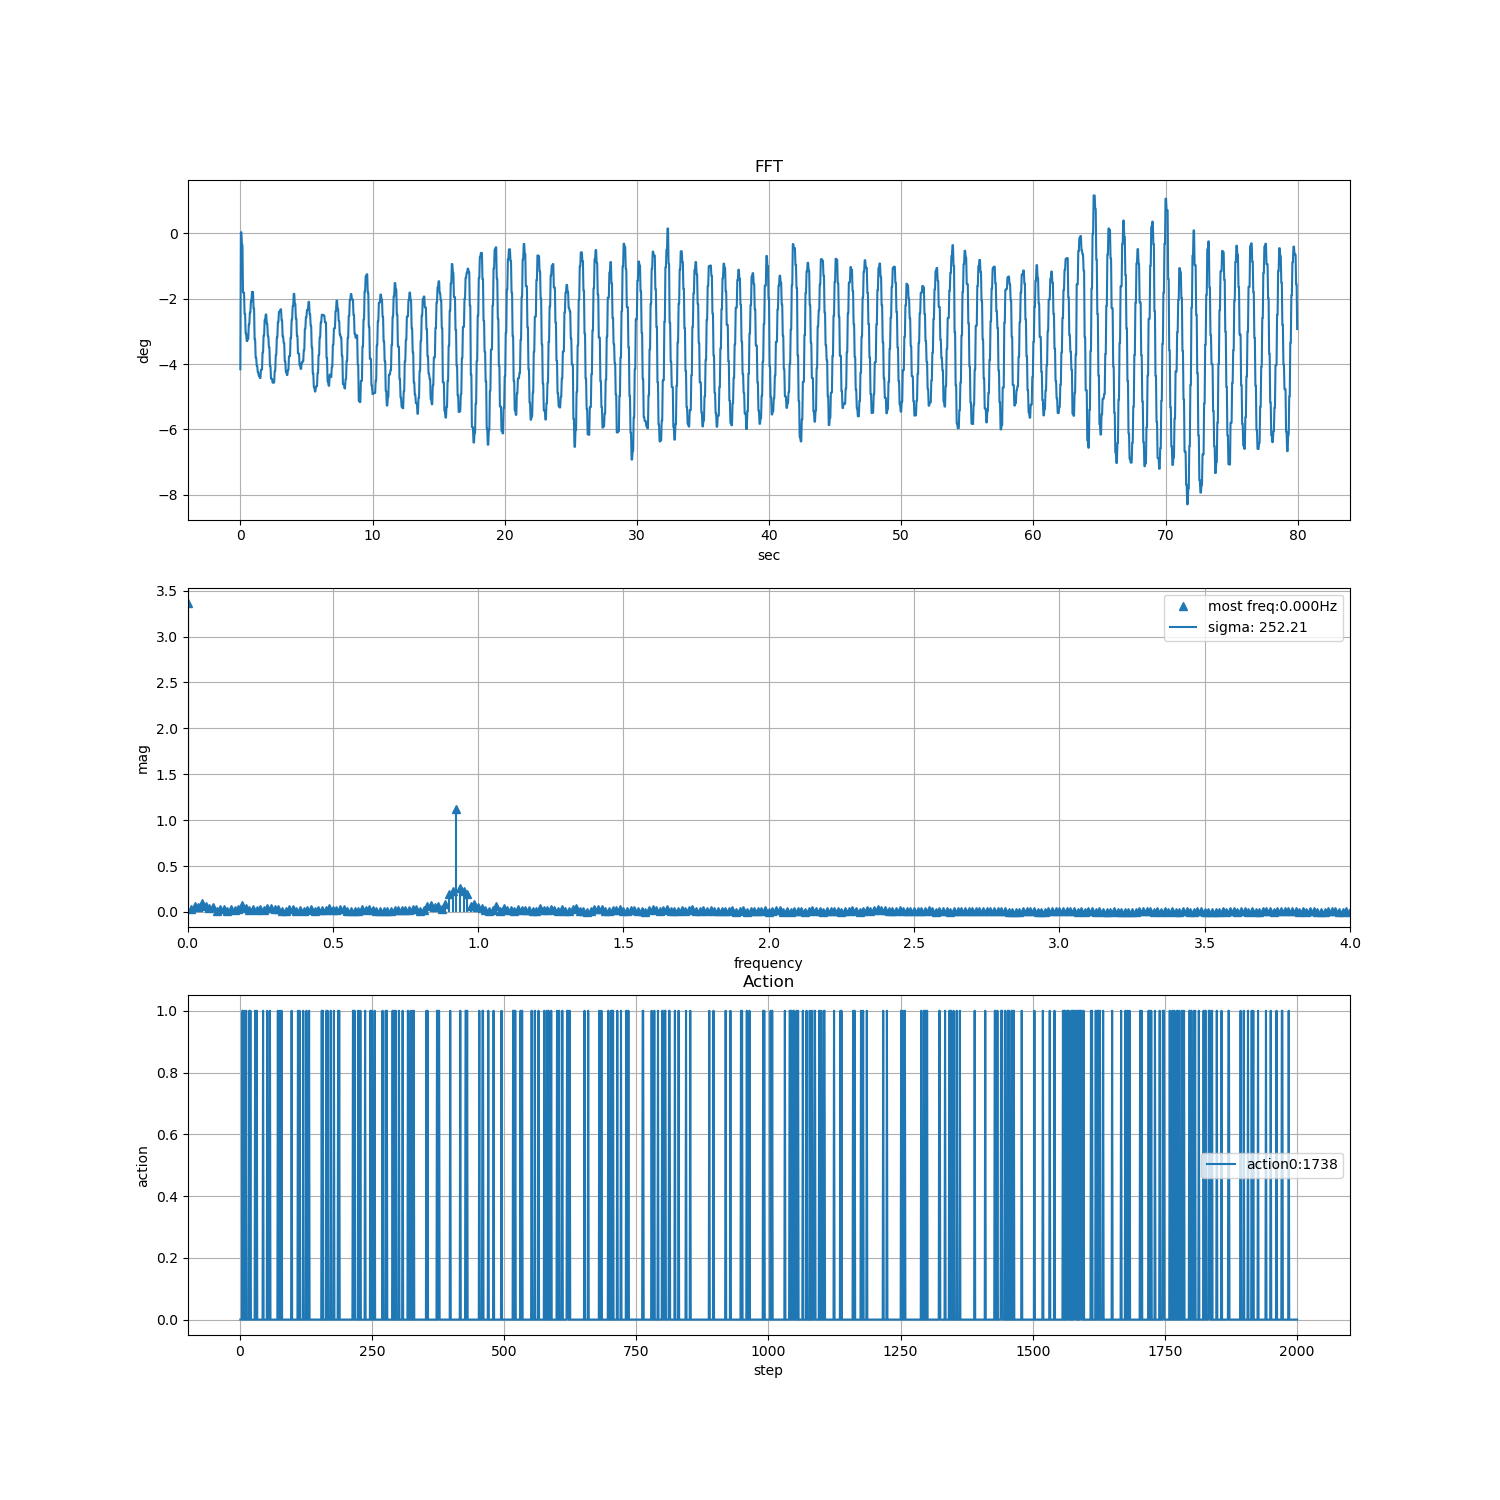 FFT
0
−2
−4
−6
−8
deg
0 10 20 30 40 50 60 70 80
sec
3.5
3.0
2.5
2.0
1.5
1.0
0.5
0.0
mag
most freq:0.000Hz
sigma: 252.21
0.0 0.5 1.0 1.5 2.0 2.5 3.0 3.5 4.0
frequency
Action
1.0
0.8
0.6
0.4
0.2
0.0
action
action0:1738
0 250 500 750 1000 1250 1500 1750 2000
step